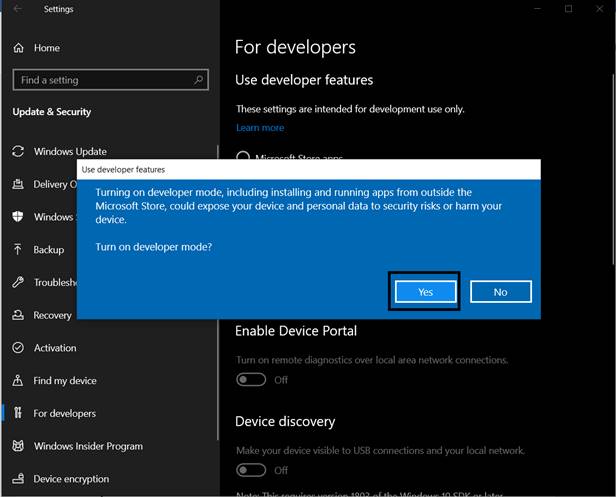 Settings
Home
Find a setting
Update & Security
Windows Update
Delivery O
Windows
Backup
Troublesh
Recovery
Activation
Find my device
For developers
Windows Insider Program
Device encryption
For developers
Use developer features
These settings are intended for development use only.
Learn more
Microsoft Store apps
Use developer features
Turning on developer mode, including installing and running apps from outside the
Microsoft Store, could expose your device and personal data to security risks or harm your
device.
Turn on developer mode?
Yes
No
Enable Device Portal
Turn on remote diagnostics over local area network connections.
Off
Device discovery
Make your device visible to USB connections and your local network.
Off
Note: This requires version 1803 of the Windows 10 SDK or later